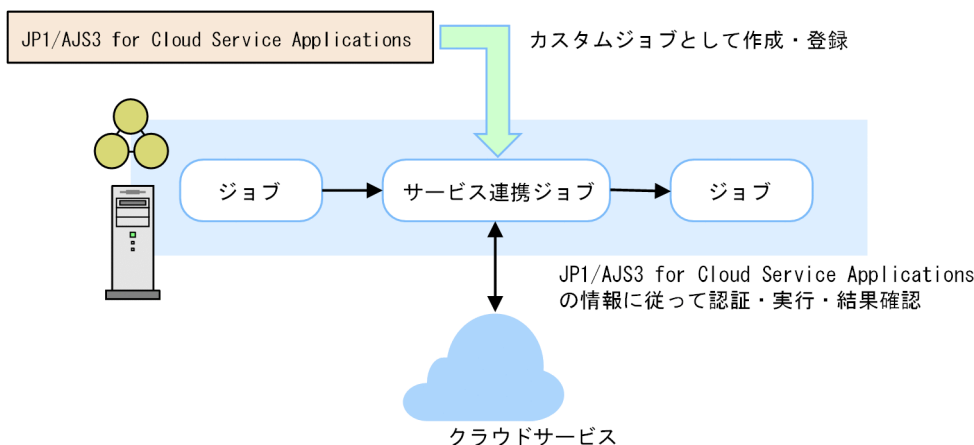 JP1/AJS3 for Cloud Service Applications
カスタムジョブとして作成・登録
ジョブ
サービス連携ジョブ
ジョブ
JP1/AJS3 for Cloud Service Applications
の情報に従って認証・実行・結果確認
クラウドサービス